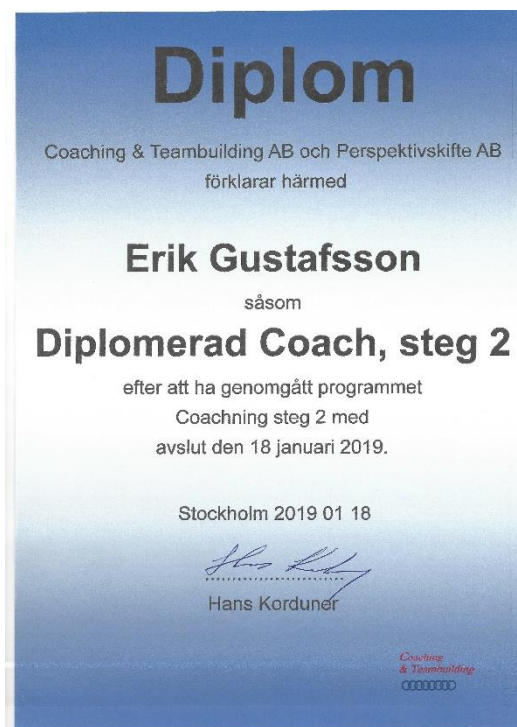 Diplom
Coaching & Teambuilding AB och Perspektivskifte AB
förklarar härmed
Erik Gustafsson
såsom
Diplomerad Coach, steg 2
efter att ha genomgått programmet
Coachning steg 2 med
avslut den 18 januari 2019.
Stockholm 2019 01 18
Hans Korduner
Coaching
& Teambuilding